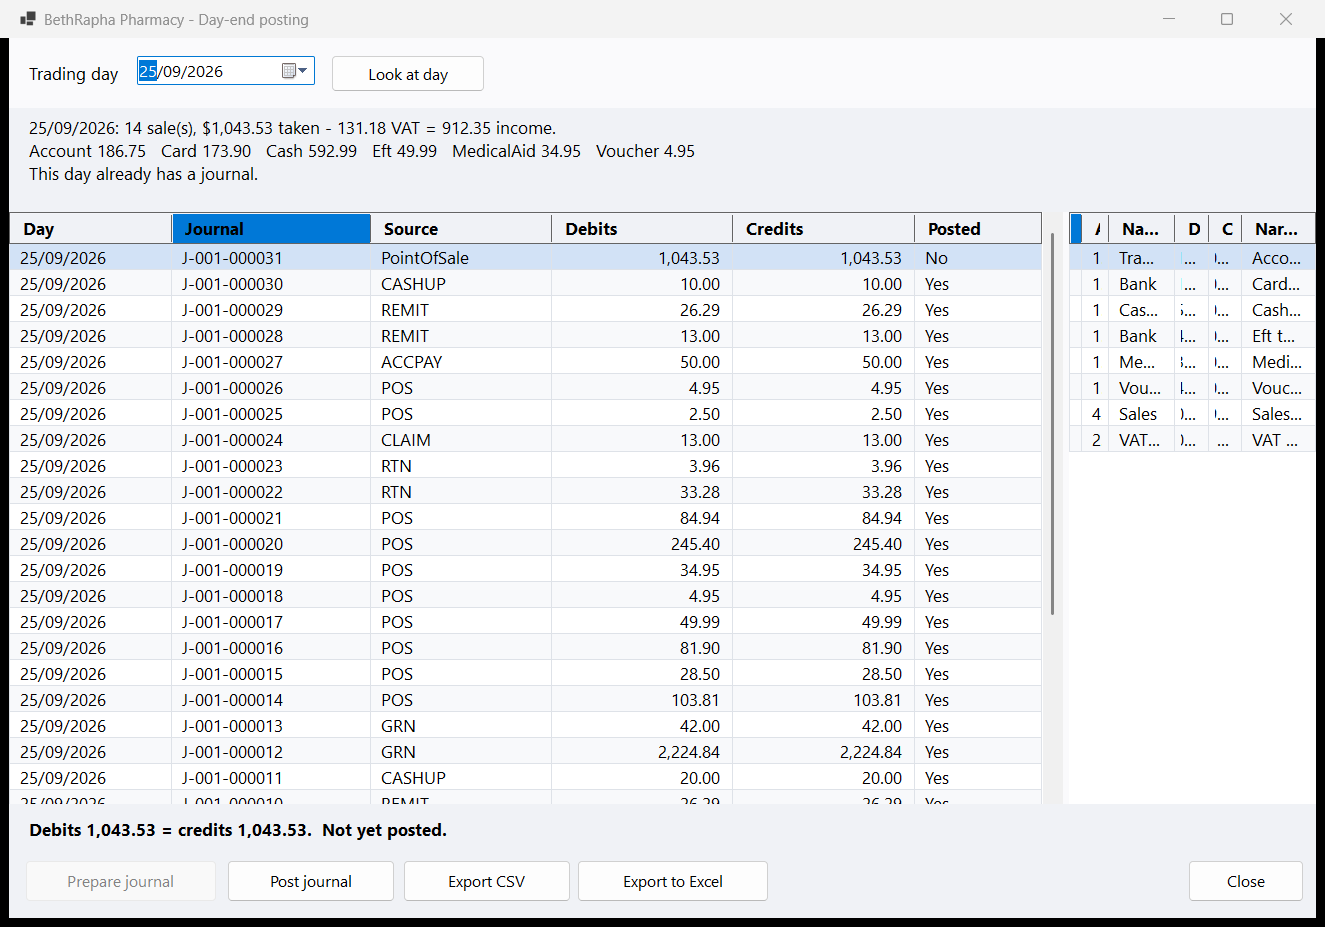 BethRapha Pharmacy - Day-end posting
Trading day 25/09/2026 Look at day
25/09/2026: 14 sale(s), $1,043.53 taken - 131.18 VAT = 912.35 income.
Account 186.75 Card 173.90 Cash 592.99 Eft 49.99 MedicalAid 34.95 Voucher 4.95
This day already has a journal.
Day Journal Source Debits Credits Posted
25/09/2026 J-001-000031 PointOfSale 1,043.53 1,043.53 No
25/09/2026 J-001-000030 CASHUP 10.00 10.00 Yes
25/09/2026 J-001-000029 REMIT 26.29 26.29 Yes
25/09/2026 J-001-000028 REMIT 13.00 13.00 Yes
25/09/2026 J-001-000027 ACCPAY 50.00 50.00 Yes
25/09/2026 J-001-000026 POS 4.95 4.95 Yes
25/09/2026 J-001-000025 POS 2.50 2.50 Yes
25/09/2026 J-001-000024 CLAIM 13.00 13.00 Yes
25/09/2026 J-001-000023 RTN 3.96 3.96 Yes
25/09/2026 J-001-000022 RTN 33.28 33.28 Yes
25/09/2026 J-001-000021 POS 84.94 84.94 Yes
25/09/2026 J-001-000020 POS 245.40 245.40 Yes
25/09/2026 J-001-000019 POS 34.95 34.95 Yes
25/09/2026 J-001-000018 POS 4.95 4.95 Yes
25/09/2026 J-001-000017 POS 49.99 49.99 Yes
25/09/2026 J-001-000016 POS 81.90 81.90 Yes
25/09/2026 J-001-000015 POS 28.50 28.50 Yes
25/09/2026 J-001-000014 POS 103.81 103.81 Yes
25/09/2026 J-001-000013 GRN 42.00 42.00 Yes
25/09/2026 J-001-000012 GRN 2,224.84 2,224.84 Yes
25/09/2026 J-001-000011 CASHUP 20.00 20.00 Yes
25/09/2026 J-001-000010 REMIT 26.29 26.29 Yes
Na... D C Nar...
1 Tra... ... ... Acco...
1 Bank ... ... Card...
1 Cas... ... ... Cash...
1 Bank ... ... Eft t...
1 Me... ... ... Medi...
1 Vou... ... ... Vouc...
4 Sales ... ... Sales...
2 VAT... ... ... VAT ...
Debits 1,043.53 = credits 1,043.53. Not yet posted.
Prepare journal Post journal Export CSV Export to Excel Close